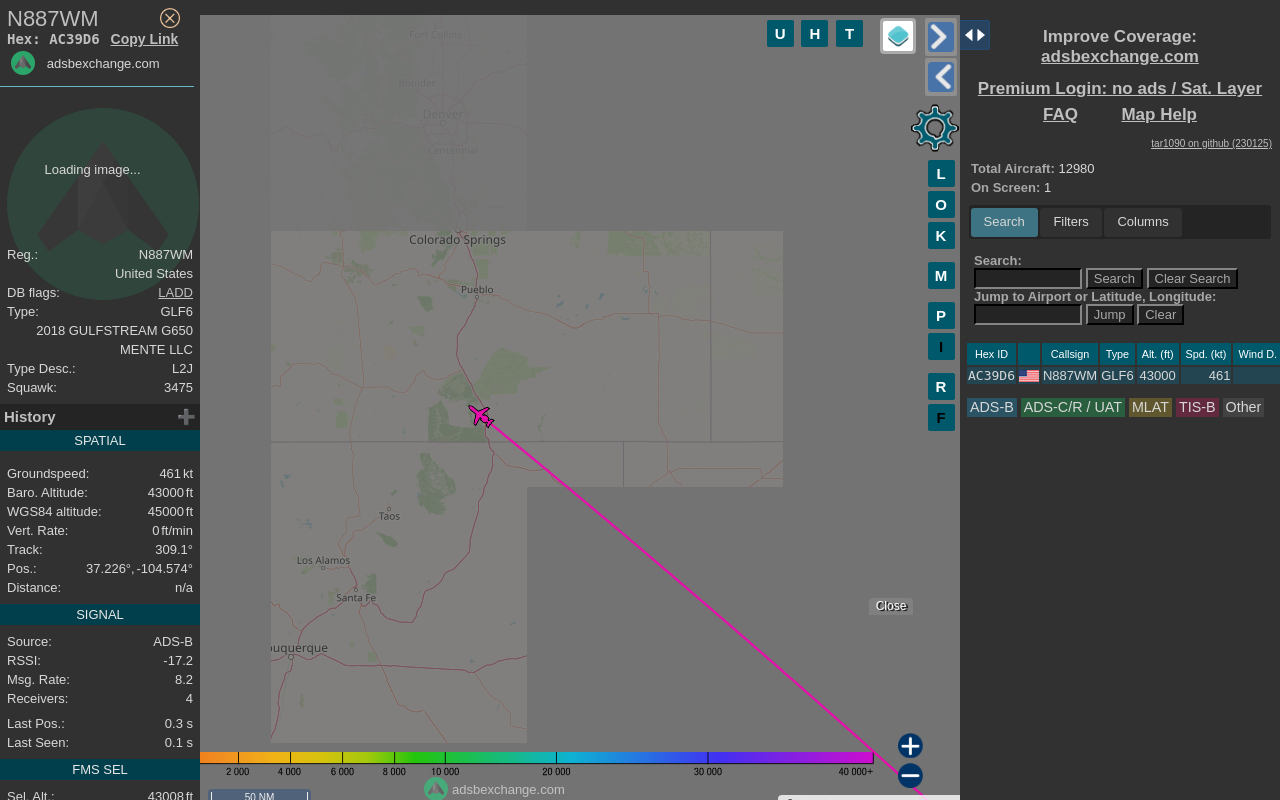 N887WM
Hex: AC39D6 Copy Link
adsbexchange.com
Loading image...
Reg.: N887WM
United States
DB flags: LADD
Type: GLF6
2018 GULFSTREAM G650
MENTE LLC
Type Desc.: L2J
Squawk: 3475
History
SPATIAL
Groundspeed: 461 kt
Baro. Altitude: 43000 ft
WGS84 altitude: 45000 ft
Vert. Rate: 0 ft/min
Track: 309.1°
Pos.: 37.226°, -104.574°
Distance: n/a
SIGNAL
Source: ADS-B
RSSI: -17.2
Msg. Rate: 8.2
Receivers: 4
Last Pos.: 0.3 s
Last Seen: 0.1 s
FMS SEL
Sel. Alt.: 43008 ft
Fort Collins
Boulder
Denver
Centennial
Colorado Springs
Pueblo
Taos
Los Alamos
Santa Fe
uquerque
U H T
L
O
K
M
P
I
R
F
Close
2 000 4 000 6 000 8 000 10 000 20 000 30 000 40 000+
adsbexchange.com
50 NM
Improve Coverage:
adsbexchange.com
Premium Login: no ads / Sat. Layer
FAQ Map Help
tar1090 on github (230125)
Total Aircraft: 12980
On Screen: 1
Search Filters Columns
Search:
Search Clear Search
Jump to Airport or Latitude, Longitude:
Jump Clear
Hex ID Callsign Type Alt. (ft) Spd. (kt) Wind D.
AC39D6 N887WM GLF6 43000 461
ADS-B ADS-C/R / UAT MLAT TIS-B Other